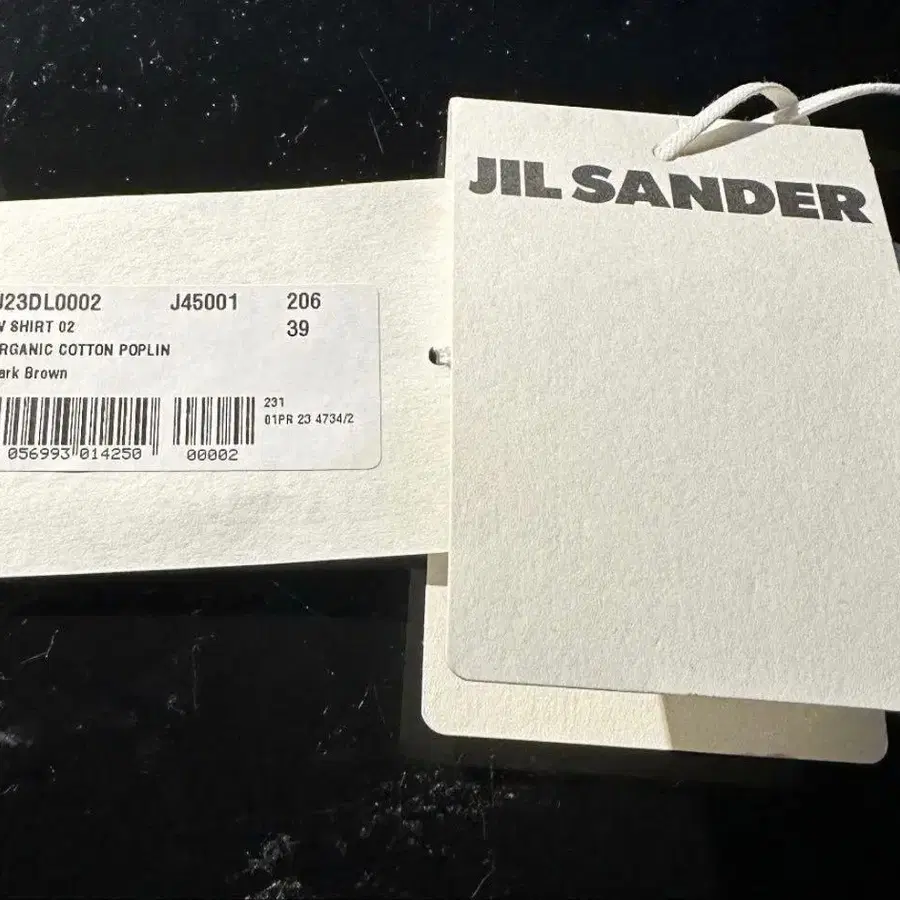 J23DL0002 J45001 206
W SHIRT 02 39
RGANIC COTTON POPLIN
ark Brown
231
01PR 23 4734/2
056993 014250 00002
JIL SANDER